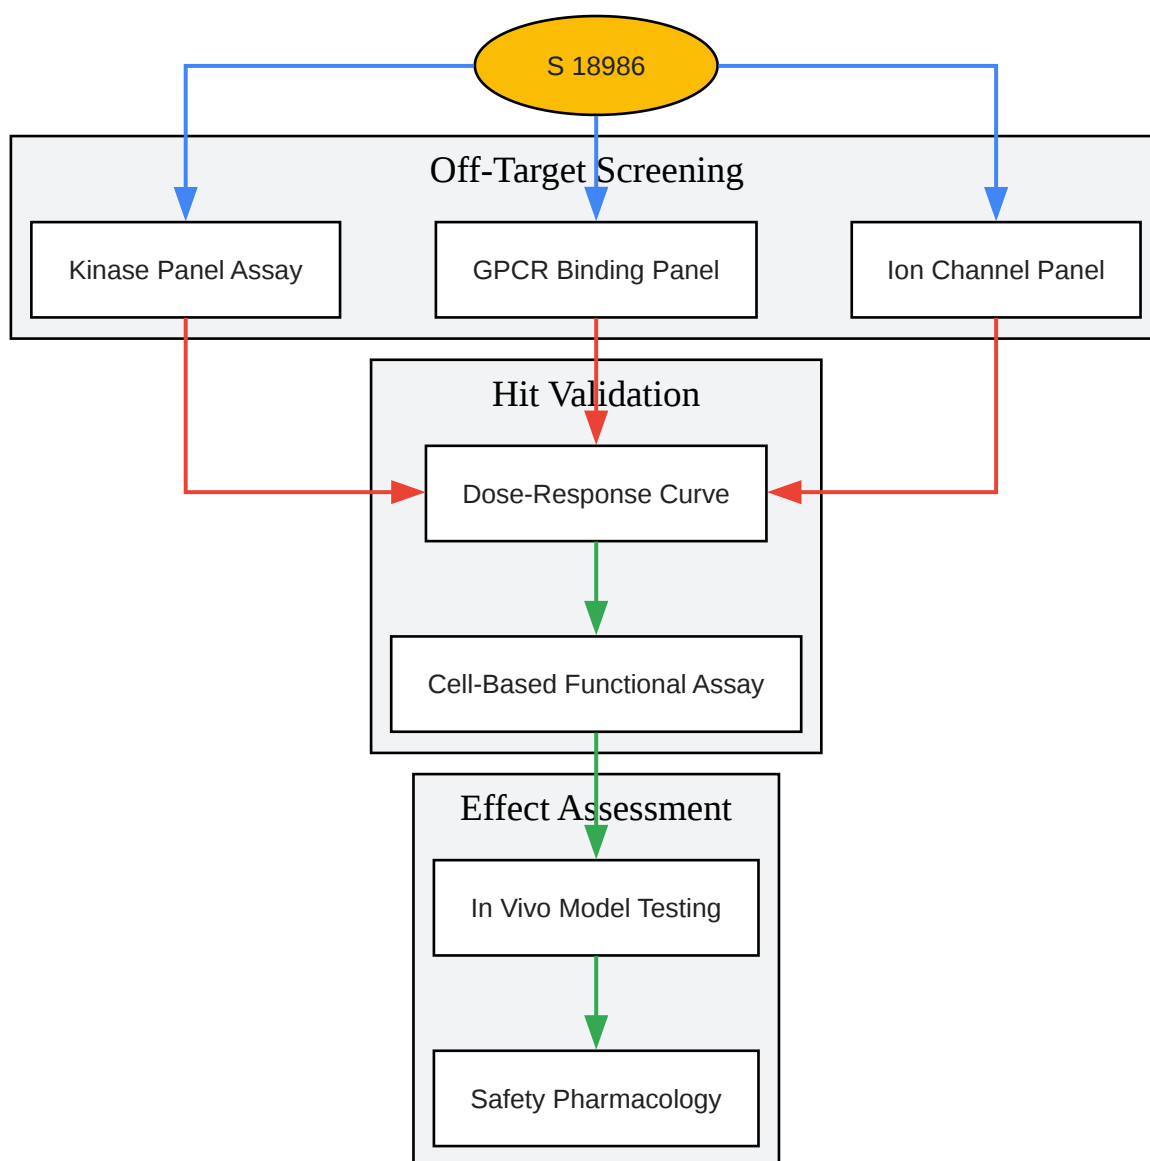 S 18986
Off-Target Screening
Kinase Panel Assay
GPCR Binding Panel
Ion Channel Panel
Hit Validation
Dose-Response Curve
Cell-Based Functional Assay
Effect Assessment
In Vivo Model Testing
Safety Pharmacology